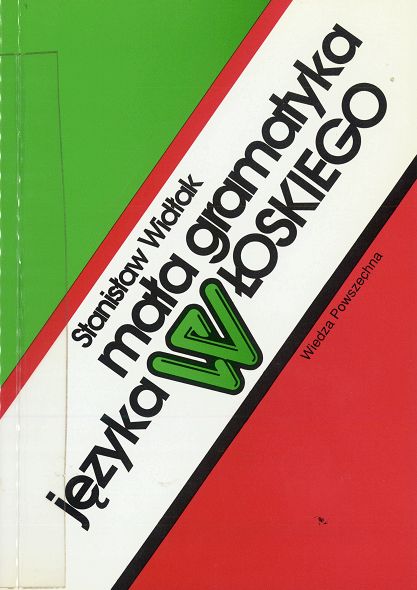 Stanisław Widłak
mała gramatyka
języka WŁOSKIEGO
Wiedza Powszechna